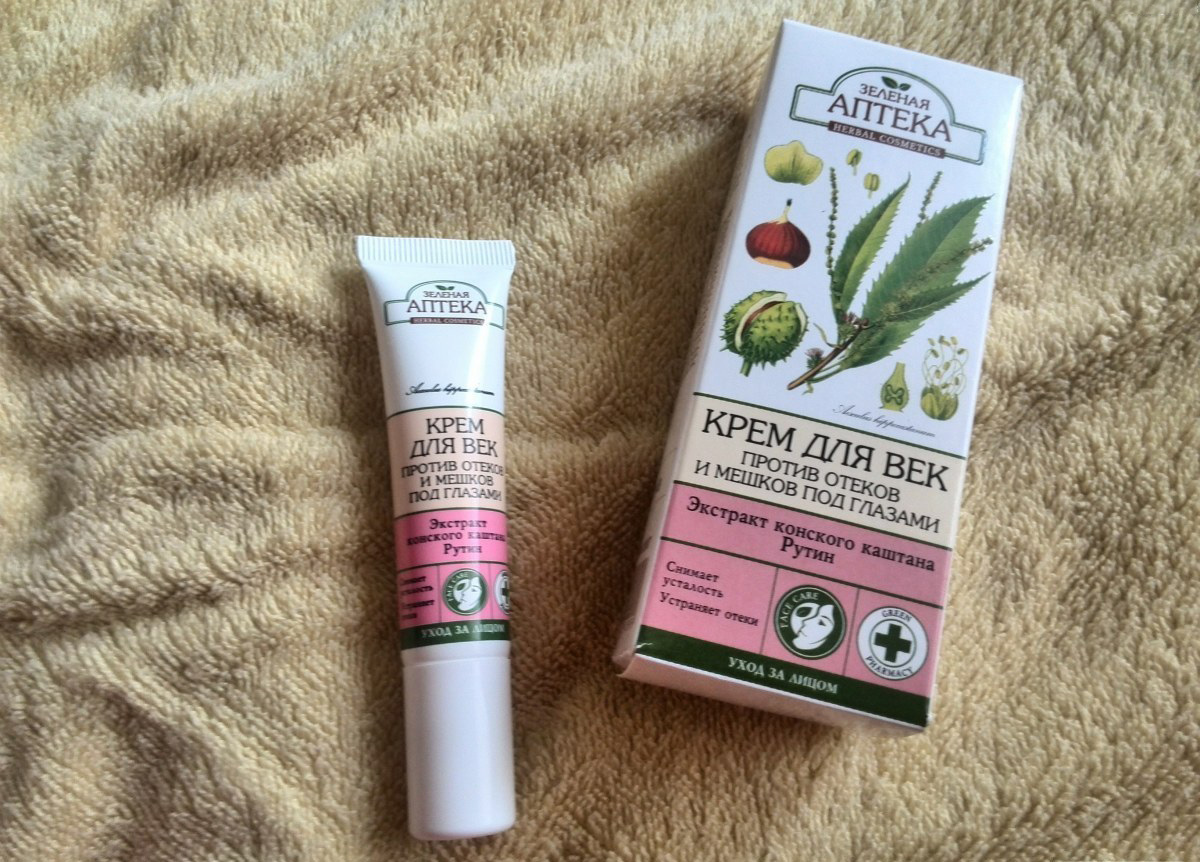 ЗЕЛЕНАЯ
АПТЕКА
HERBAL COSMETICS
КРЕМ
ДЛЯ ВЕК
ПРОТИВ ОТЕКОВ
И МЕШКОВ
ПОД ГЛАЗАМИ
Экстракт
конского каштана
Рутин
FACE CARE
УХОД ЗА ЛИЦОМ
ЗЕЛЕНАЯ
АПТЕКА
HERBAL COSMETICS
КРЕМ ДЛЯ ВЕК
ПРОТИВ ОТЕКОВ
И МЕШКОВ ПОД ГЛАЗАМИ
Экстракт конского каштана
Рутин
Снимает
усталость
Устраняет отеки
FACE CARE
GREEN
PHARMACY
УХОД ЗА ЛИЦОМ